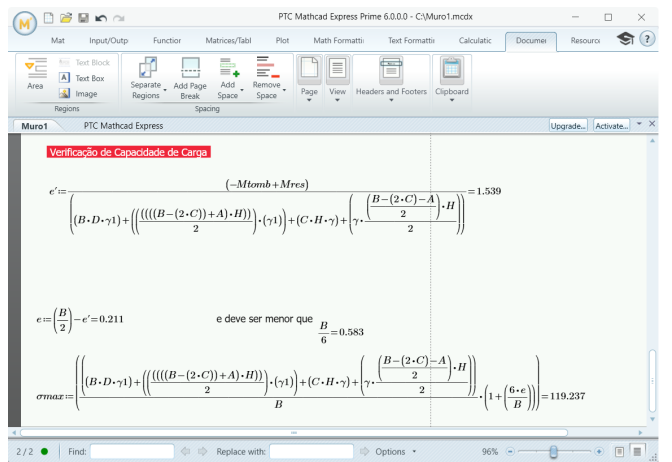 PTC Mathcad Express Prime 6.0.0.0 - C:\Muro1.mcdx
Mat Input/Outp Function Matrices/Tabl Plot Math Formattin Text Formattin Calculatic Documer Resource
Area
Text Block
Text Box
Image
Separate Regions
Add Page Break
Add Space
Remove Space
Page
View
Headers and Footers
Clipboard
Regions Spacing
Muro1 PTC Mathcad Express Upgrade... Activate...
Verificação de Capacidade de Carga
e′:=(−Mtomb+Mres)/((B⋅D⋅γ1)+(((((B−(2⋅C))+A)⋅H))/2)⋅(γ1))+(C⋅H⋅γ)+(γ⋅((B−(2⋅C)−A)/2)⋅H/2))=1.539
e:=(B/2)−e′=0.211 e deve ser menor que B/6=0.583
σmax:=(((B⋅D⋅γ1)+(((((B−(2⋅C))+A)⋅H))/2)⋅(γ1))+(C⋅H⋅γ)+(γ⋅((B−(2⋅C)−A)/2)⋅H/2))/B⋅(1+(6⋅e/B)))=119.237
2 / 2 Find: Replace with: Options 96%